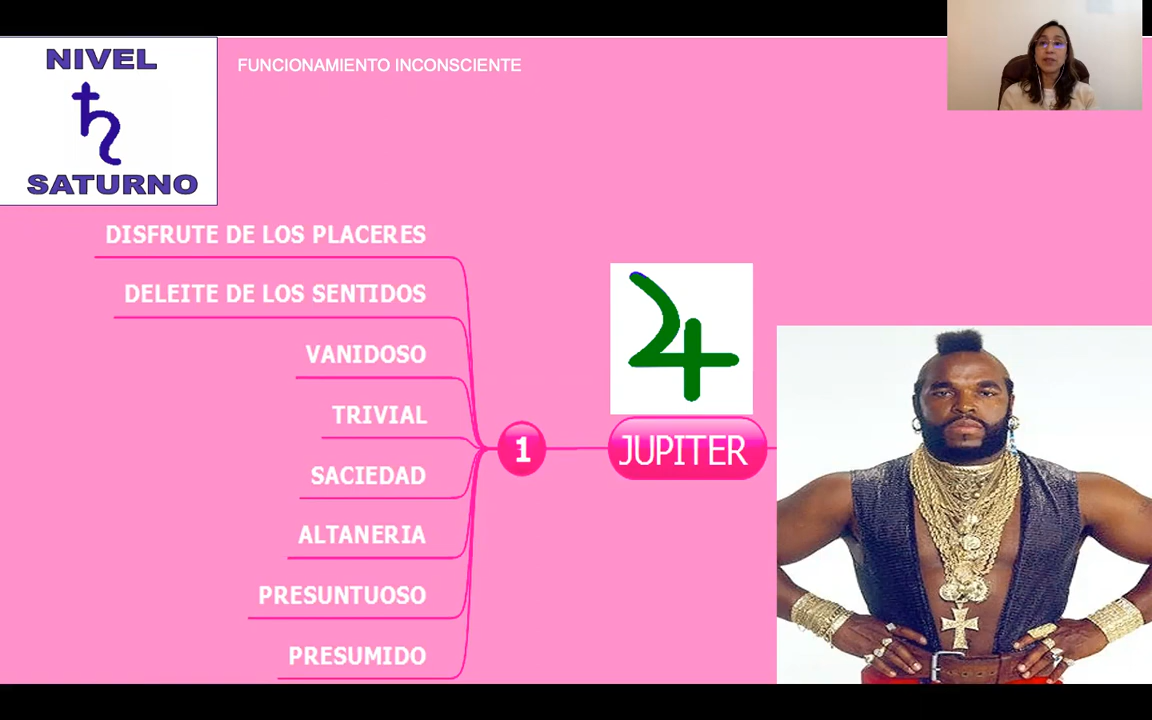 NIVEL
SATURNO
FUNCIONAMIENTO INCONSCIENTE
DISFRUTE DE LOS PLACERES
DELEITE DE LOS SENTIDOS
VANIDOSO
TRIVIAL
SACIEDAD
ALTANERIA
PRESUNTUOSO
PRESUMIDO
1
JUPITER